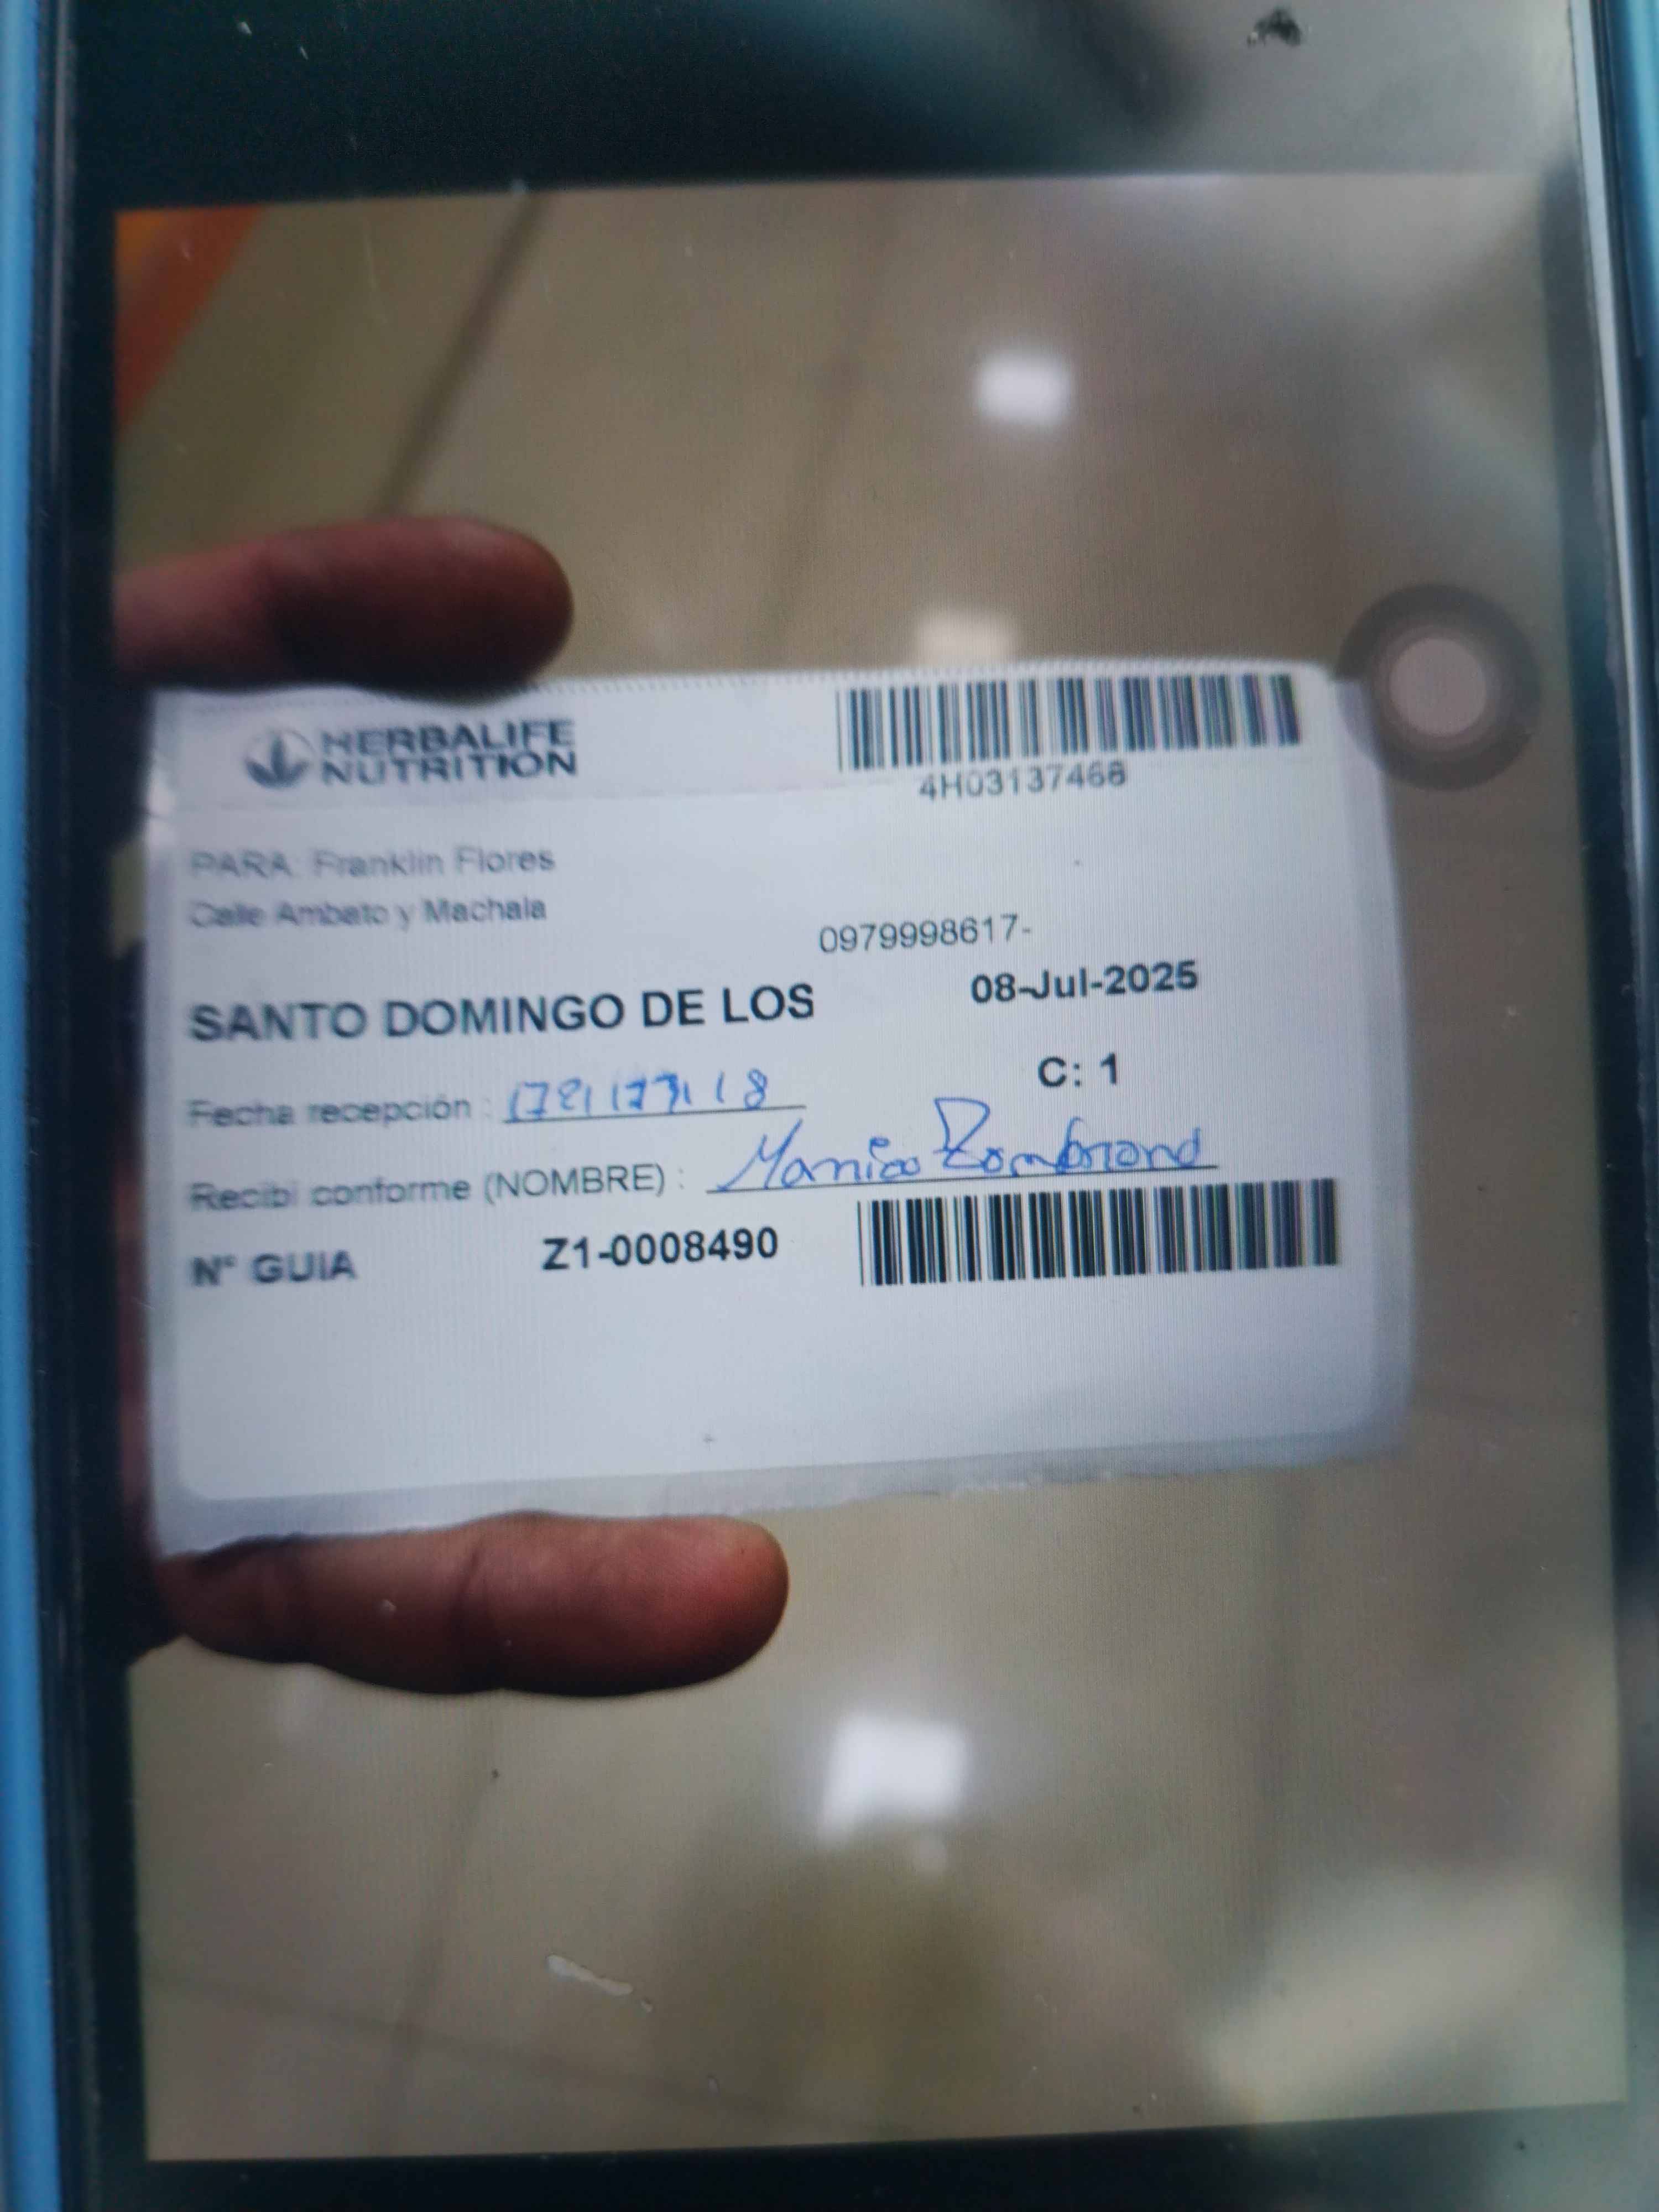 HERBALIFE
NUTRITION
4H03137468
PARA: Franklin Flores
Calle Ambato y Machala
0979998617-
SANTO DOMINGO DE LOS
08-Jul-2025
C: 1
Fecha recepción :
Recibí conforme (NOMBRE) :
N° GUIA
Z1-0008490